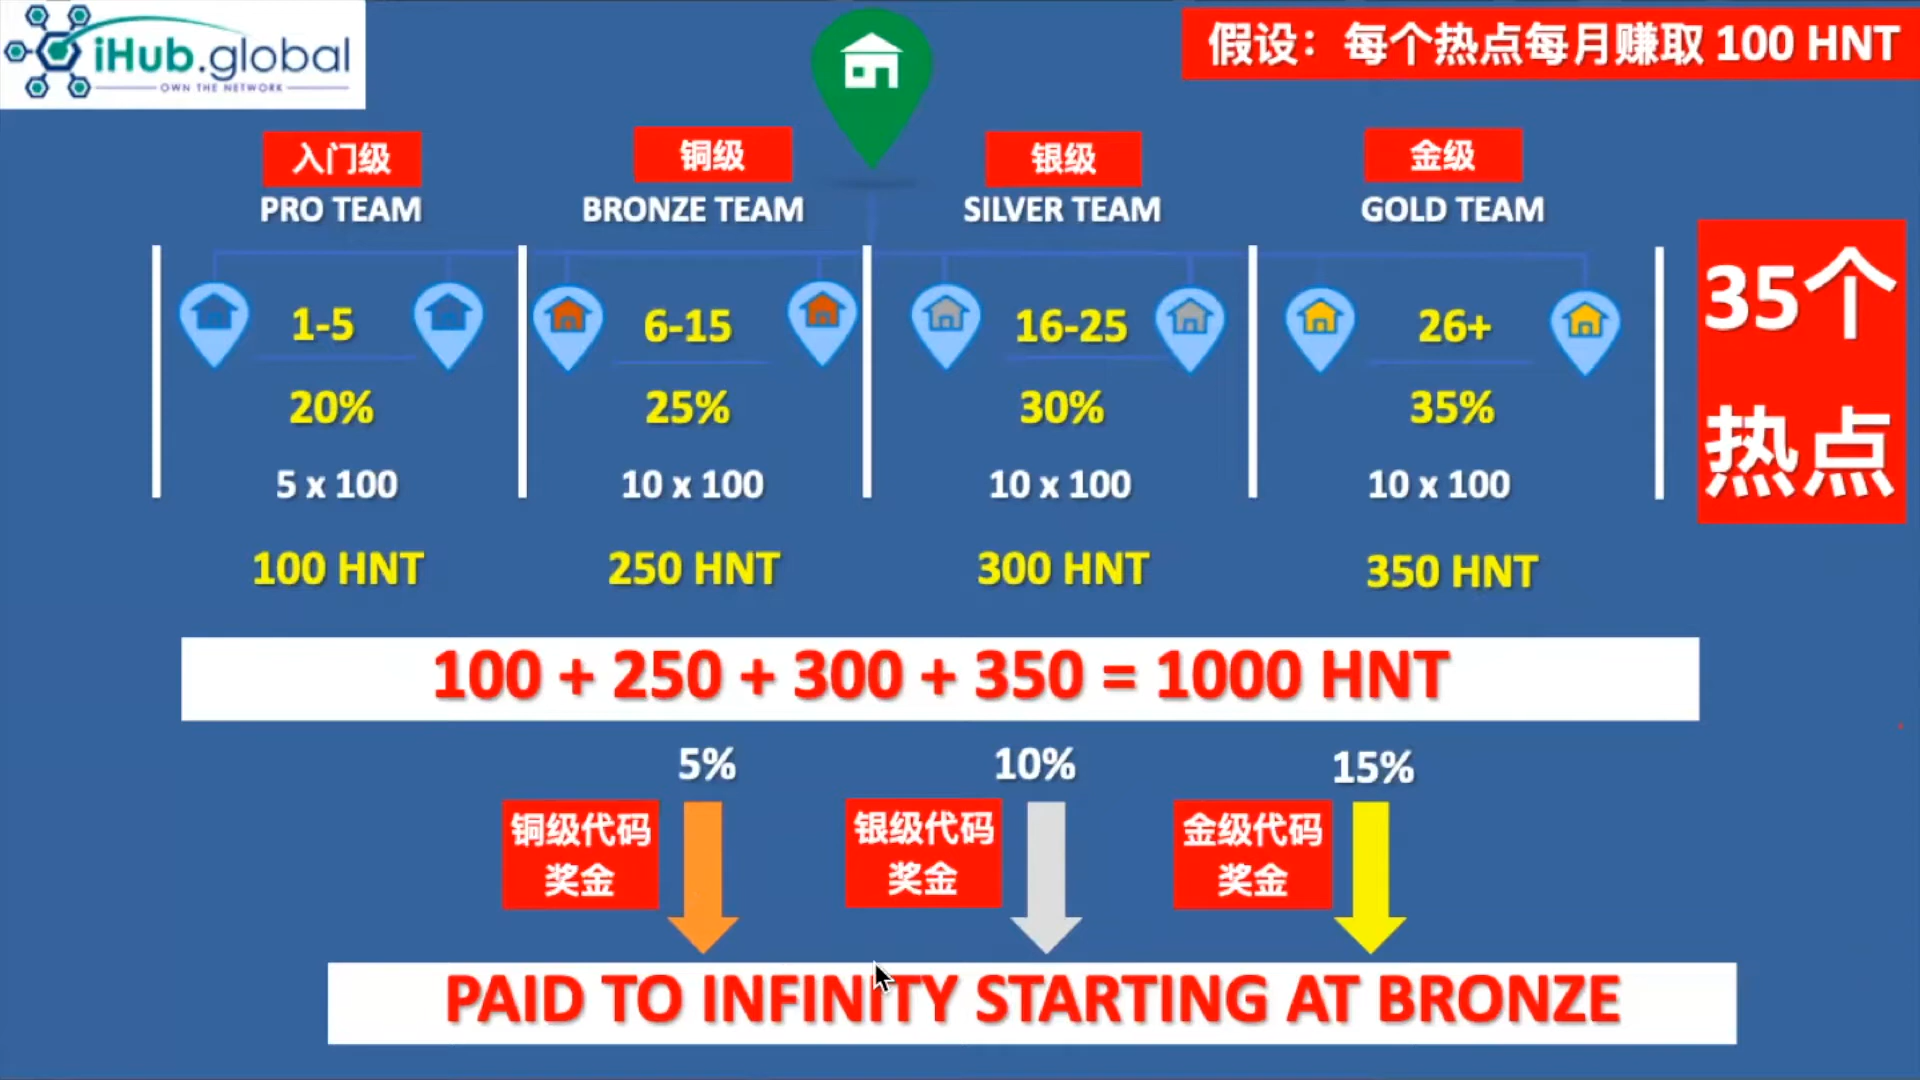 iHub.global
OWN THE NETWORK
假设：每个热点每月赚取 100 HNT
入门级
铜级
银级
金级
PRO TEAM
BRONZE TEAM
SILVER TEAM
GOLD TEAM
1-5
6-15
16-25
26+
20%
25%
30%
35%
5 x 100
10 x 100
10 x 100
10 x 100
35个
热点
100 HNT
250 HNT
300 HNT
350 HNT
100 + 250 + 300 + 350 = 1000 HNT
5%
10%
15%
铜级代码
奖金
银级代码
奖金
金级代码
奖金
PAID TO INFINITY STARTING AT BRONZE